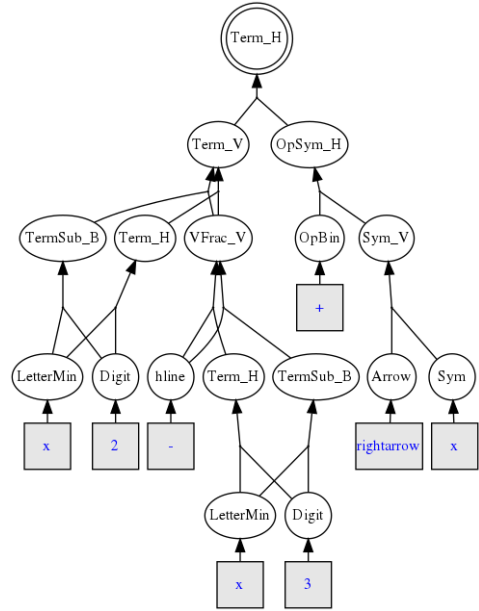 Term_H
Term_V OpSym_H
TermSub_B Term_H VFrac_V OpBin Sym_V
+
LetterMin Digit hline Term_H TermSub_B Arrow Sym
x 2 - rightarrow x
LetterMin Digit
x 3